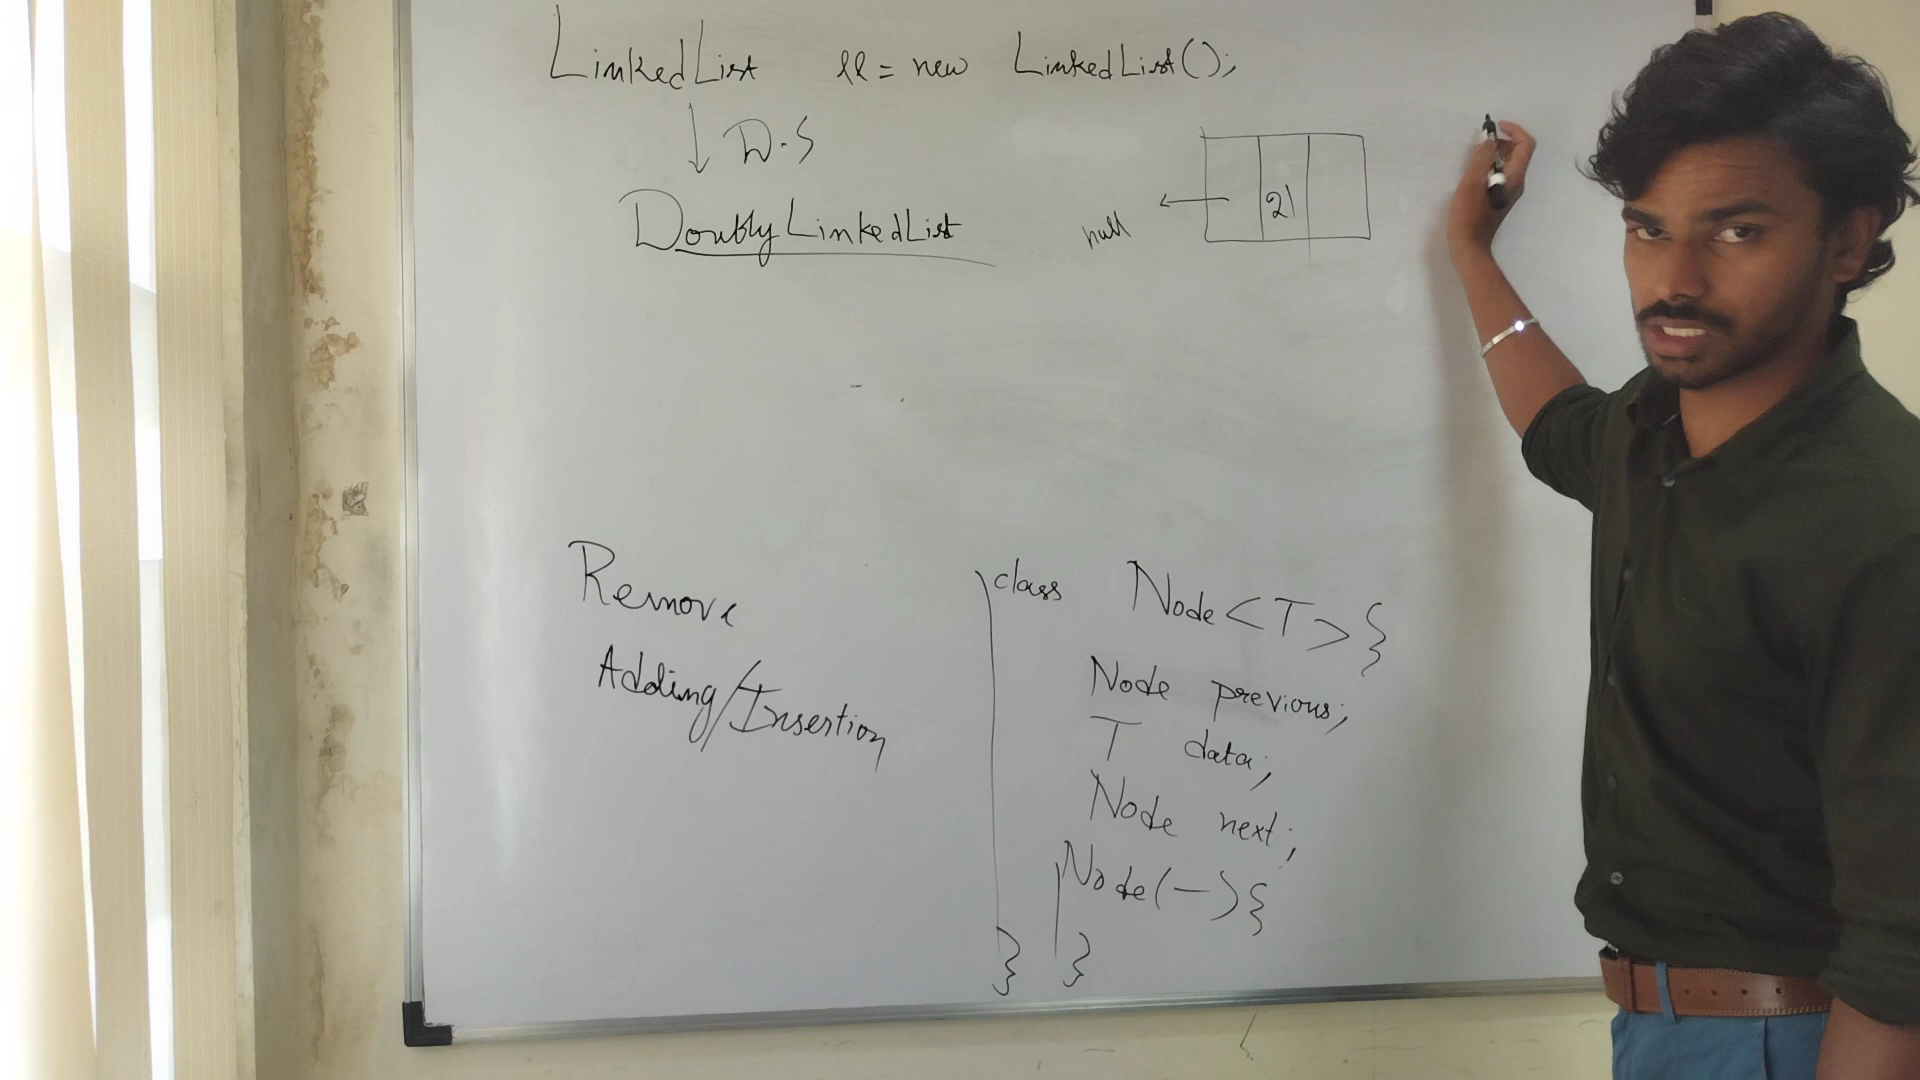 LinkedList ll = new LinkedList();
D.S
DoublyLinkedList
null
21
Remove
Adding/Insertion
class Node<T>{
Node previous;
T data;
Node next;
Node(—){
}
}